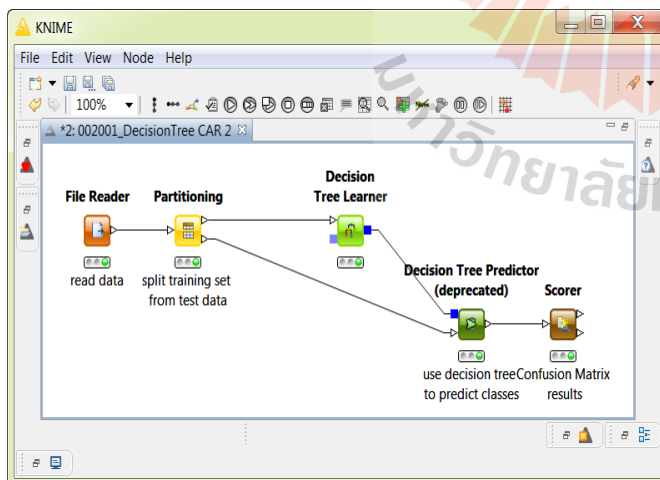 KNIME
File Edit View Node Help
100%
*2: 002001_DecisionTree CAR 2
File Reader
read data
Partitioning
split training set
from test data
Decision
Tree Learner
Decision Tree Predictor
(deprecated)
use decision tree
to predict classes
Scorer
Confusion Matrix
results